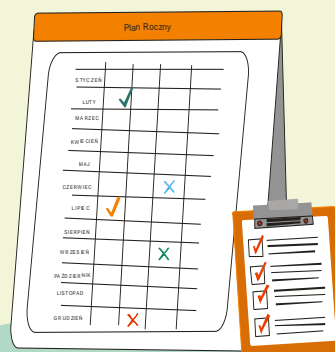 Plan Roczny
STYCZEŃ
LUTY
MARZEC
KWIECIEŃ
MAJ
CZERWIEC
LIPIEC
SIERPIEŃ
WRZESIEŃ
PAŹDZIERNIK
LISTOPAD
GRUDZIEŃ